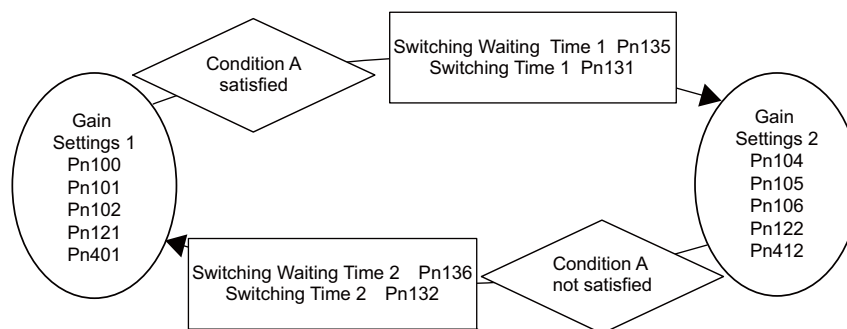 Condition A
satisfied
Switching Waiting Time 1 Pn135
Switching Time 1 Pn131
Gain
Settings 1
Pn100
Pn101
Pn102
Pn121
Pn401
Gain
Settings 2
Pn104
Pn105
Pn106
Pn122
Pn412
Switching Waiting Time 2 Pn136
Switching Time 2 Pn132
Condition A
not satisfied